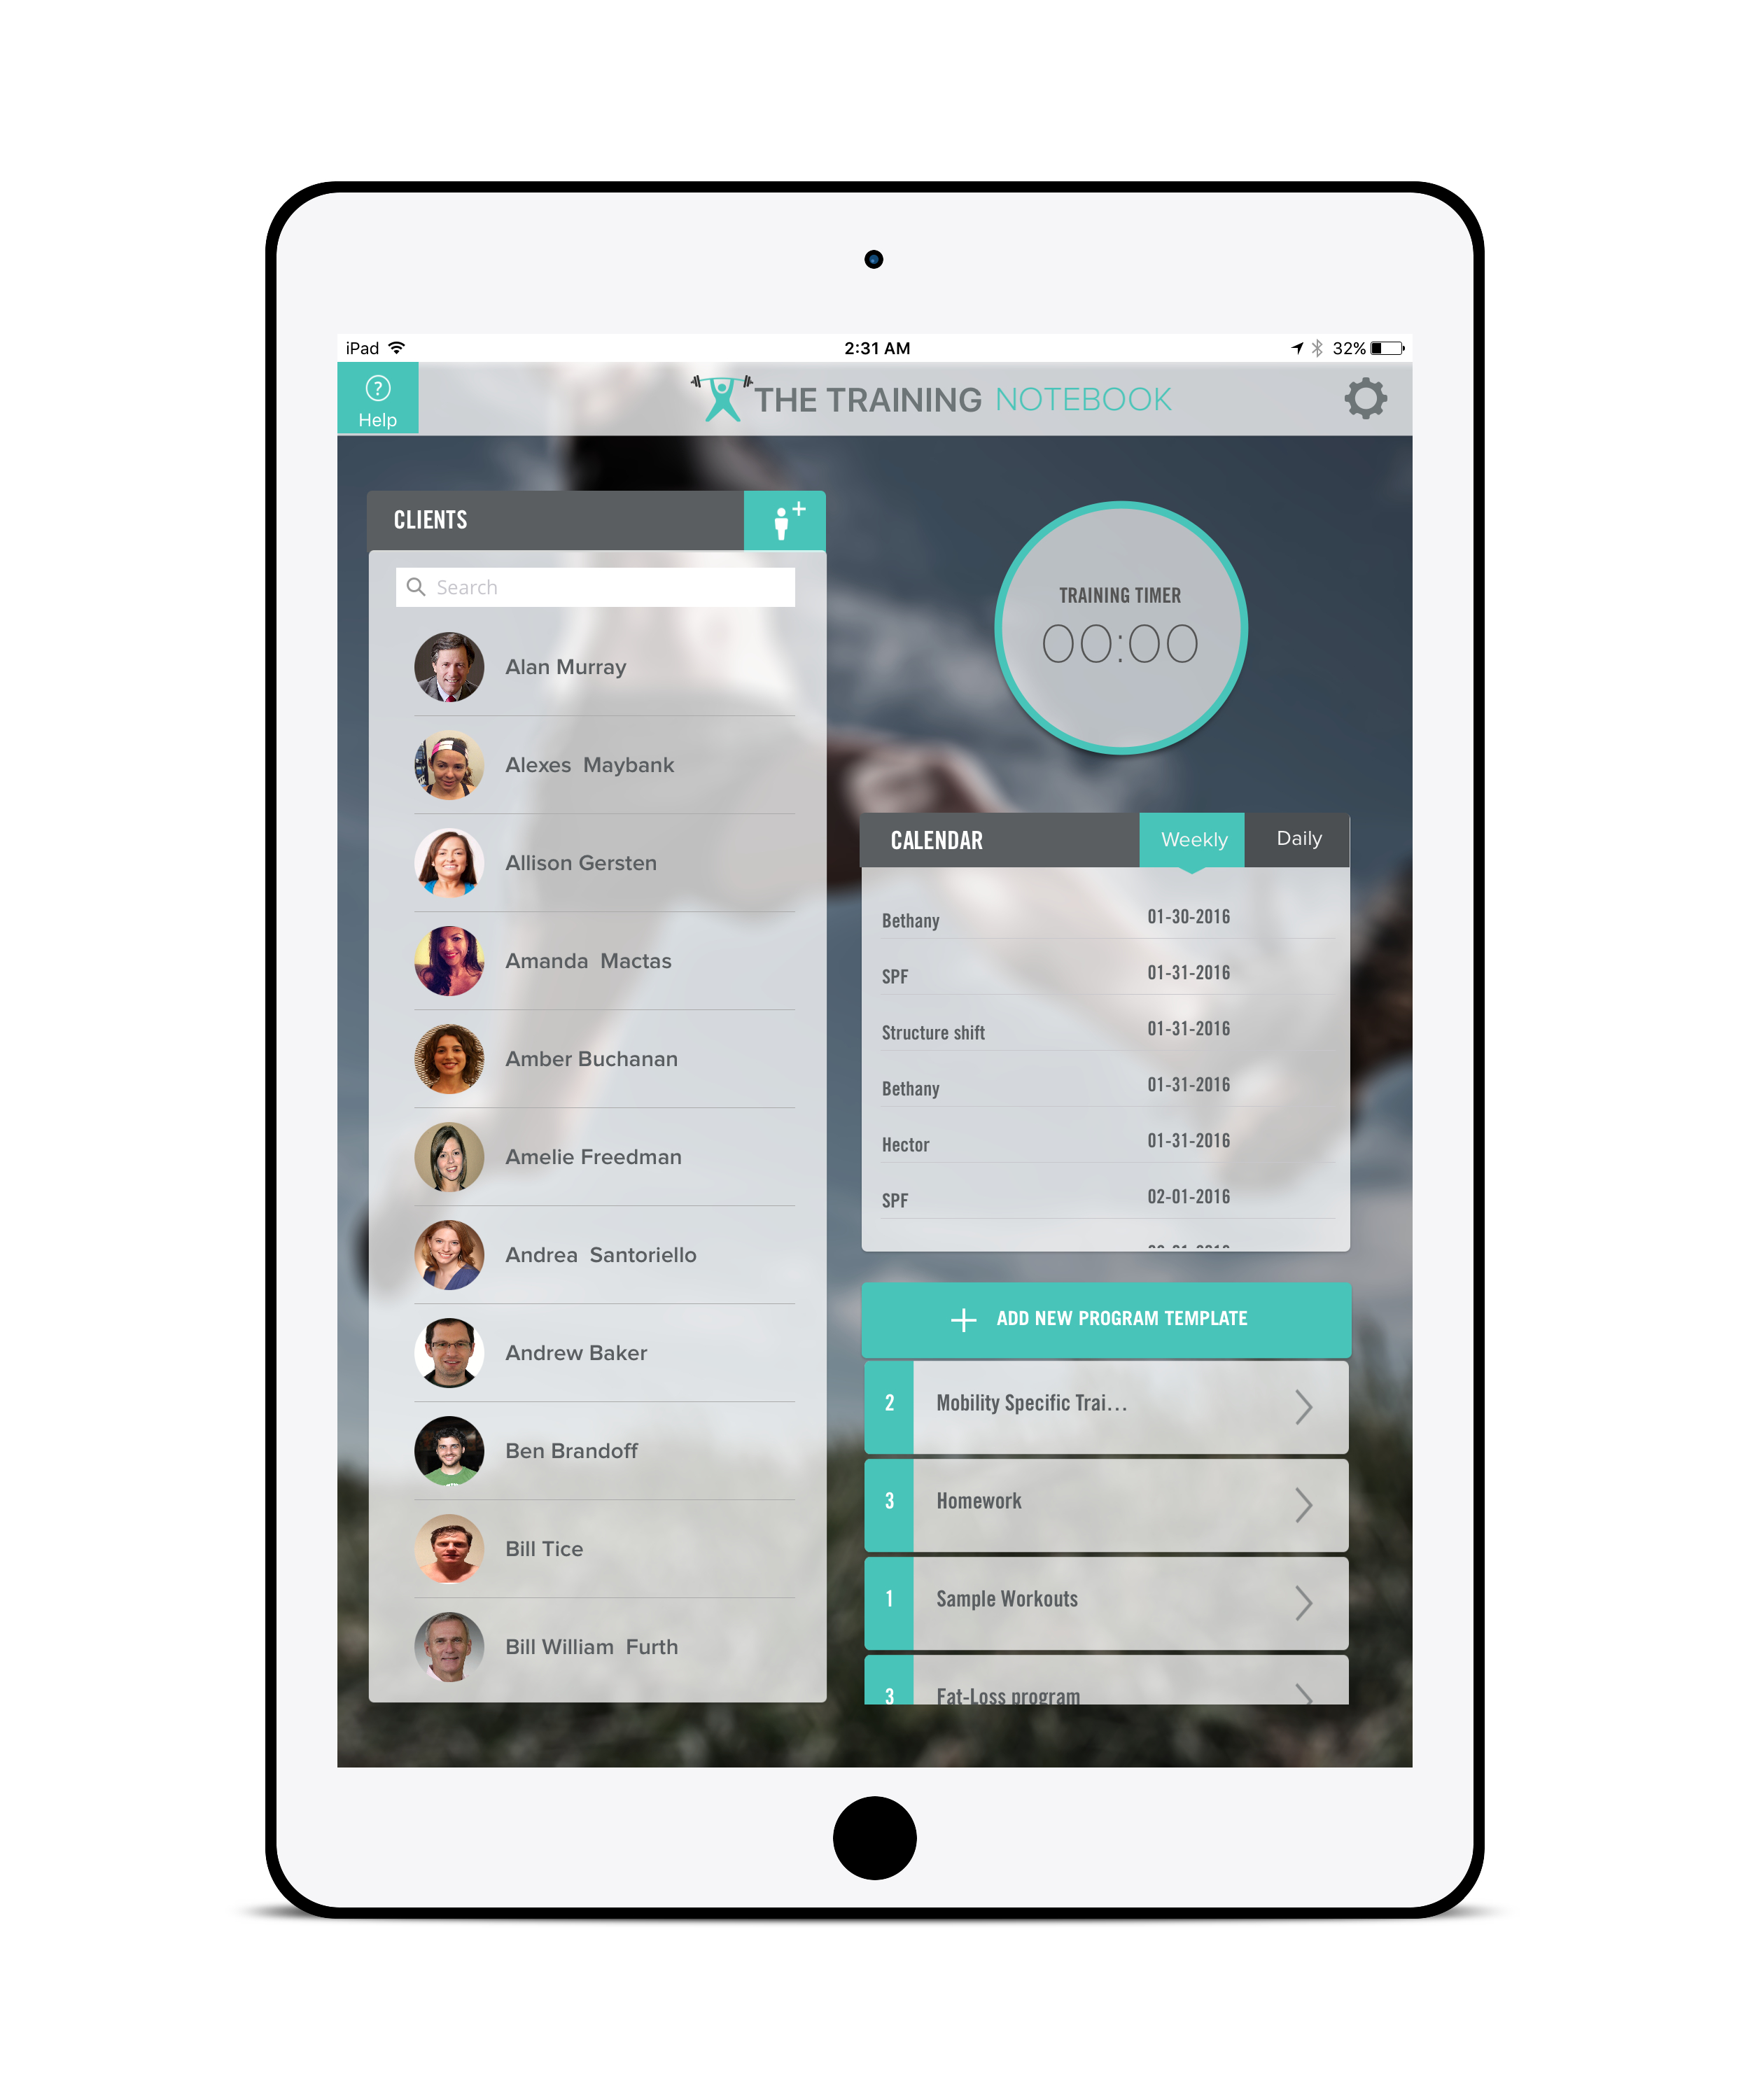 iPad 2:31 AM 32%
? Help
THE TRAINING NOTEBOOK
CLIENTS
Search
Alan Murray
Alexes Maybank
Allison Gersten
Amanda Mactas
Amber Buchanan
Amelie Freedman
Andrea Santoriello
Andrew Baker
Ben Brandoff
Bill Tice
Bill William Furth
TRAINING TIMER
00:00
CALENDAR Weekly Daily
Bethany 01-30-2016
SPF 01-31-2016
Structure shift 01-31-2016
Bethany 01-31-2016
Hector 01-31-2016
SPF 02-01-2016
+ ADD NEW PROGRAM TEMPLATE
2 Mobility Specific Trai...
3 Homework
1 Sample Workouts
3 Fat-Loss program